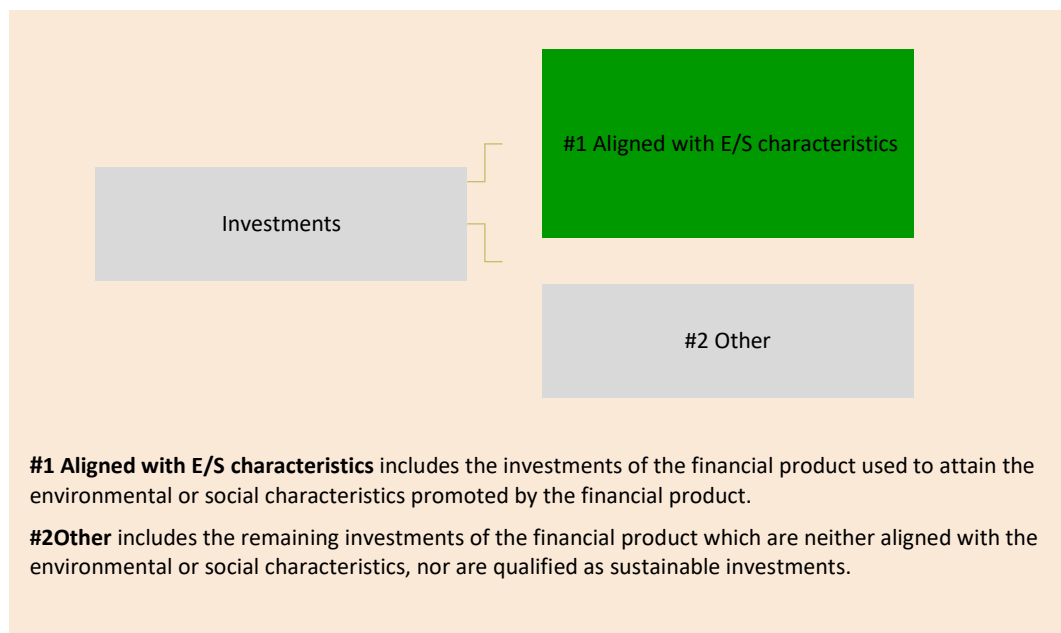 #1 Aligned with E/S characteristics
Investments
#2 Other
#1 Aligned with E/S characteristics includes the investments of the financial product used to attain the
environmental or social characteristics promoted by the financial product.
#2Other includes the remaining investments of the financial product which are neither aligned with the
environmental or social characteristics, nor are qualified as sustainable investments.